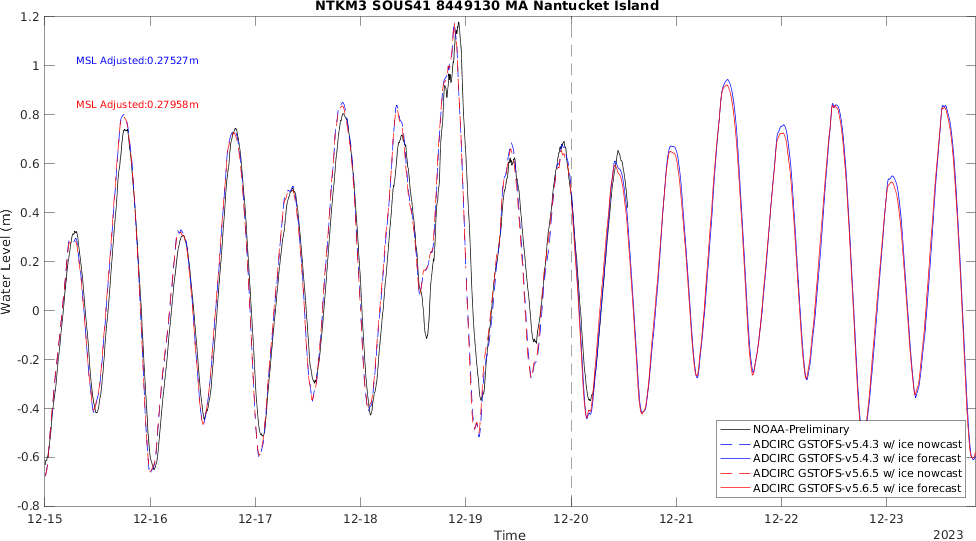 NTKM3 SOUS41 8449130 MA Nantucket Island
1.2
1
0.8
0.6
0.4
0.2
0
-0.2
-0.4
-0.6
-0.8
Water Level (m)
MSL Adjusted:0.27527m
MSL Adjusted:0.27958m
NOAA-Preliminary
ADCIRC GSTOFS-v5.4.3 w/ ice nowcast
ADCIRC GSTOFS-v5.4.3 w/ ice forecast
ADCIRC GSTOFS-v5.6.5 w/ ice nowcast
ADCIRC GSTOFS-v5.6.5 w/ ice forecast
12-15 12-16 12-17 12-18 12-19 12-20 12-21 12-22 12-23
Time
2023